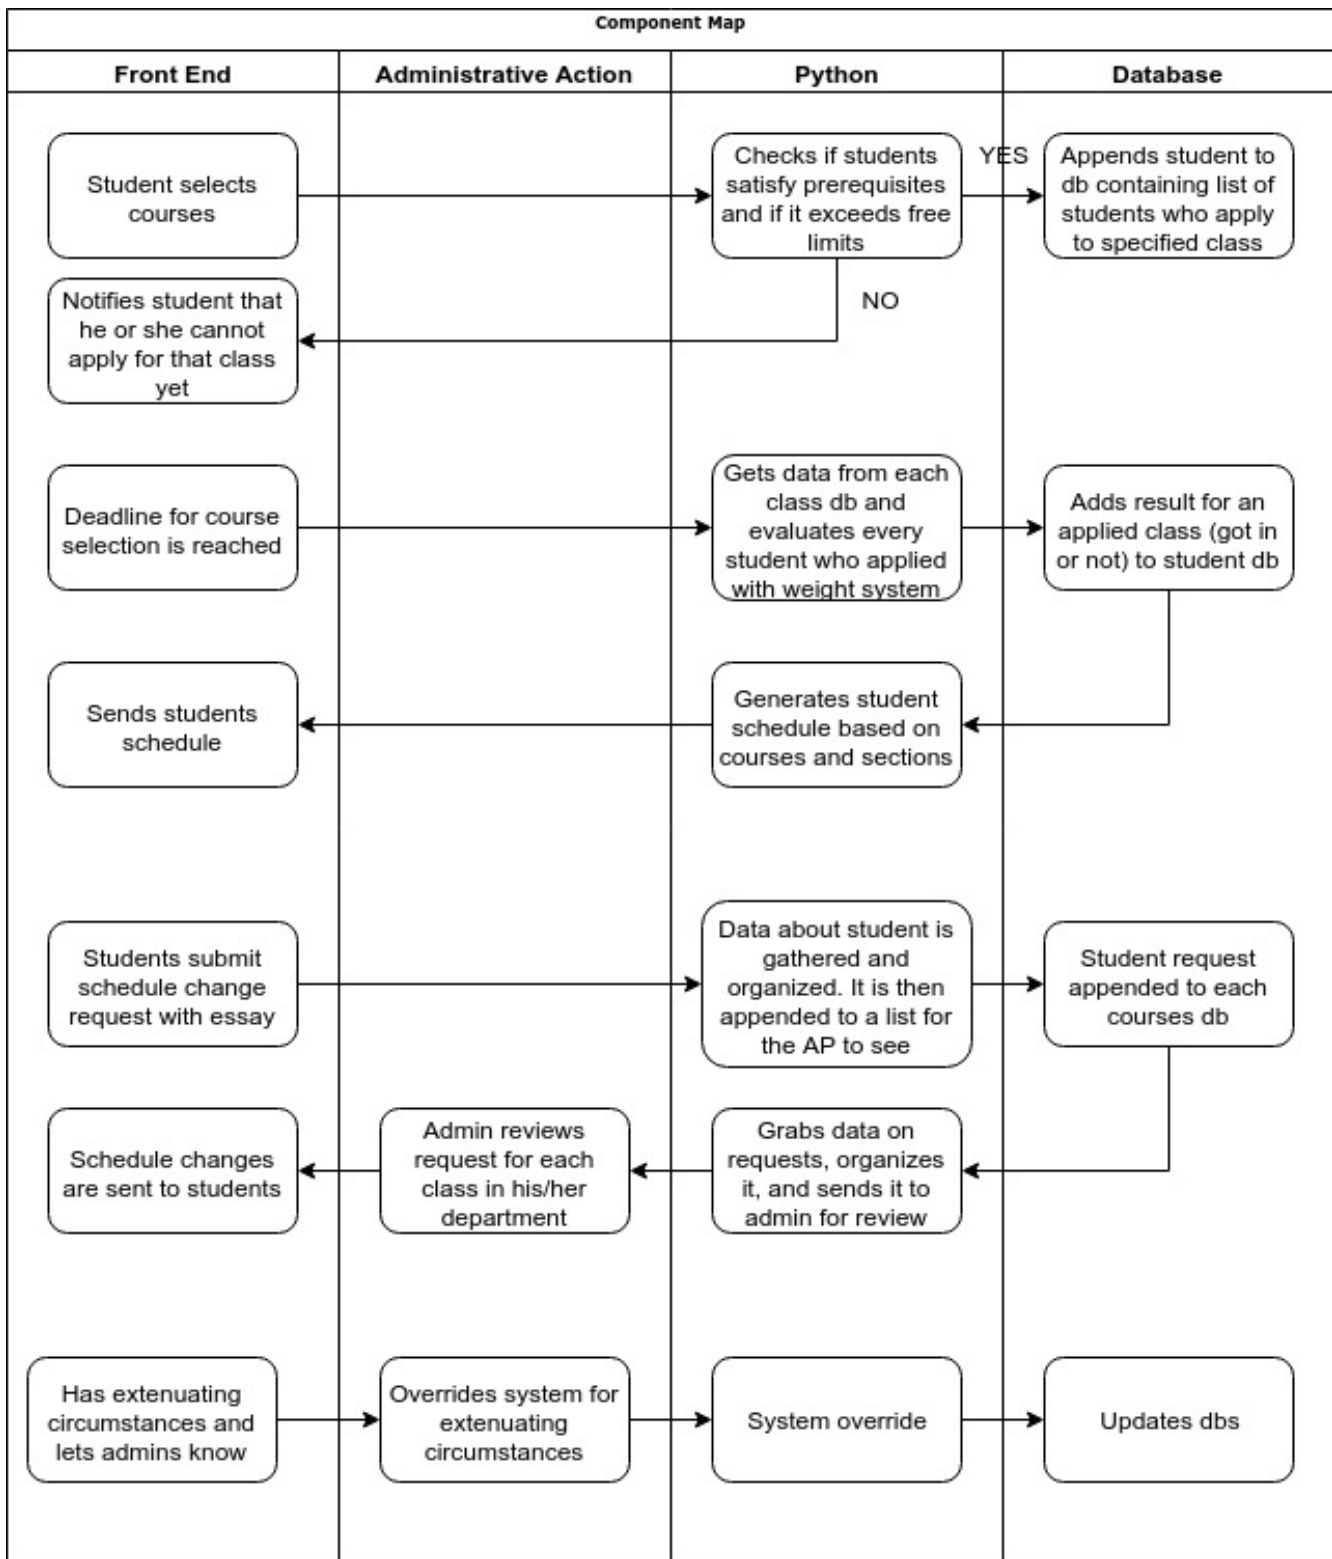 Component Map
Front End
Administrative Action
Python
Database
Student selects
courses
Checks if students
satisfy prerequisites
and if it exceeds free
limits
YES
Appends student to
db containing list of
students who apply
to specified class
NO
Notifies student that
he or she cannot
apply for that class
yet
Deadline for course
selection is reached
Gets data from each
class db and
evaluates every
student who applied
with weight system
Adds result for an
applied class (got in
or not) to student db
Sends students
schedule
Generates student
schedule based on
courses and sections
Students submit
schedule change
request with essay
Data about student is
gathered and
organized. It is then
appended to a list for
the AP to see
Student request
appended to each
courses db
Schedule changes
are sent to students
Admin reviews
request for each
class in his/her
department
Grabs data on
requests, organizes
it, and sends it to
admin for review
Has extenuating
circumstances and
lets admins know
Overrides system for
extenuating
circumstances
System override
Updates dbs